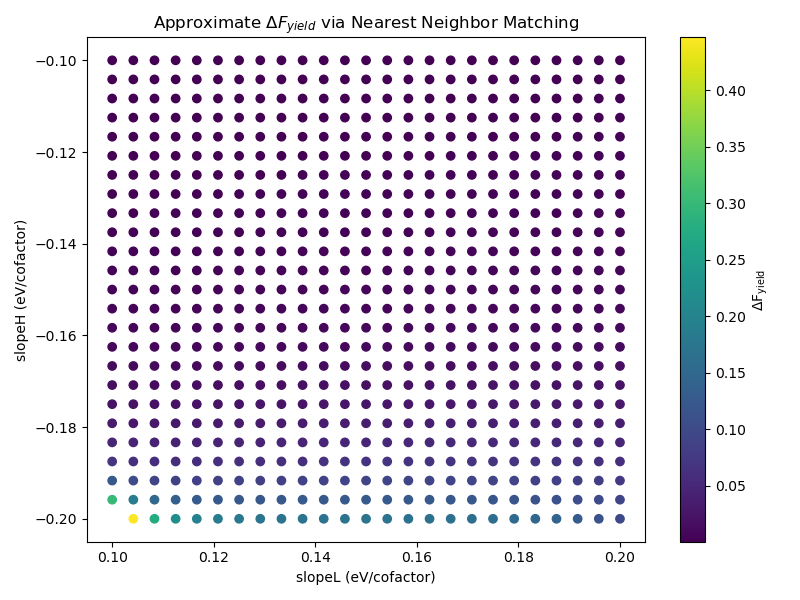 Approximate ΔF_yield via Nearest Neighbor Matching
−0.10
−0.12
−0.14
−0.16
−0.18
−0.20
slopeH (eV/cofactor)
0.10 0.12 0.14 0.16 0.18 0.20
slopeL (eV/cofactor)
0.40
0.35
0.30
0.25
0.20
0.15
0.10
0.05
ΔF_yield